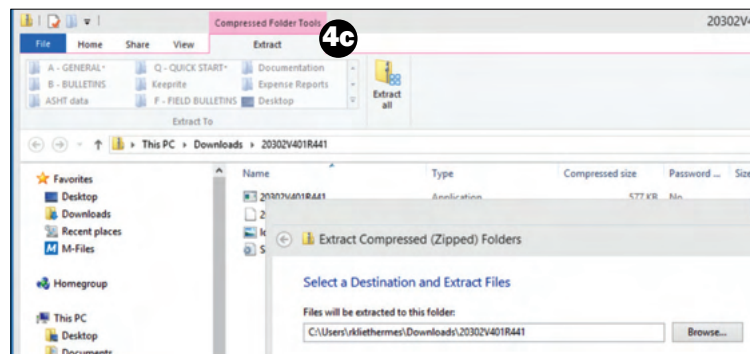 Compressed Folder Tools
20302V4
File Home Share View Extract
4c
A - GENERAL- Q - QUICK START- Documentation
B - BULLETINS Keeprite Expense Reports
ASHT data F - FIELD BULLETINS Desktop
Extract all
Extract To
This PC Downloads 20302V401R441
Favorites
Desktop
Downloads
Recent places
M-Files
Homegroup
This PC
Desktop
Documents
Name Type Compressed size Password ... Size
20302V401R441 Application 577 KB No
2
S
Extract Compressed (Zipped) Folders
Select a Destination and Extract Files
Files will be extracted to this folder:
C:\Users\rkliethermes\Downloads\20302V401R441
Browse...